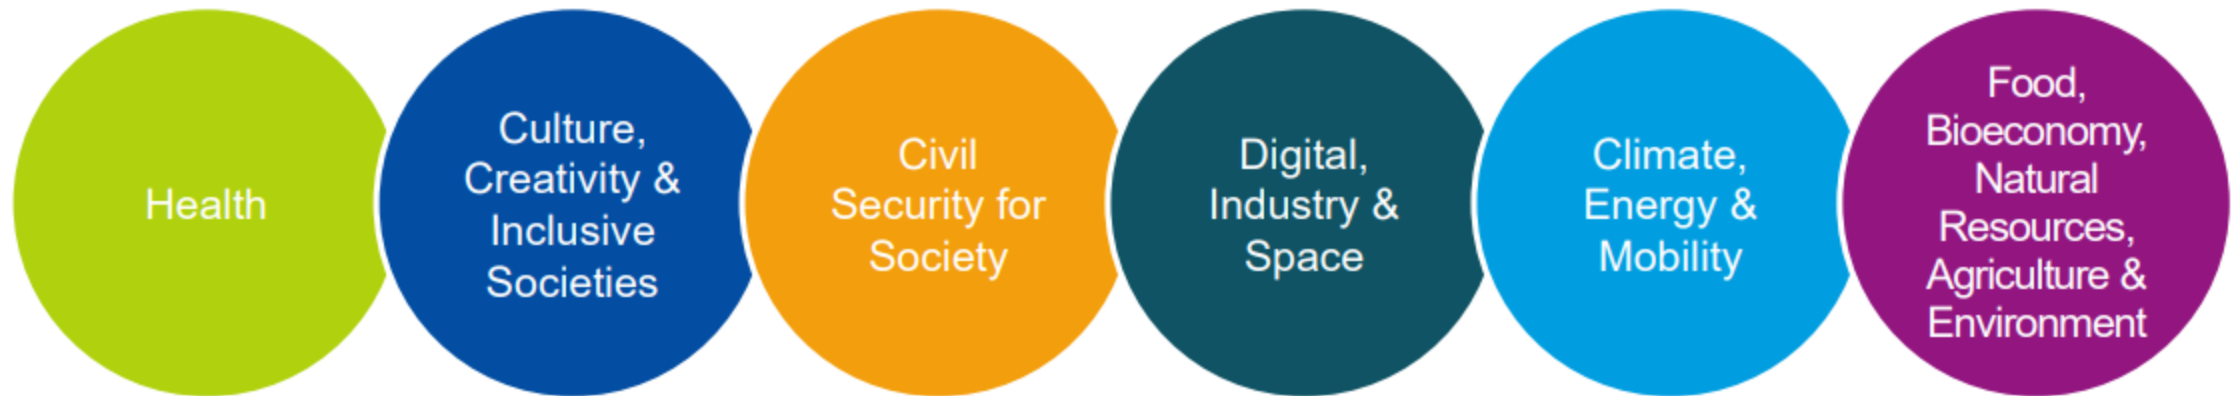 Health
Culture,
Creativity &
Inclusive
Societies
Civil
Security for
Society
Digital,
Industry &
Space
Climate,
Energy &
Mobility
Food,
Bioeconomy,
Natural
Resources,
Agriculture &
Environment